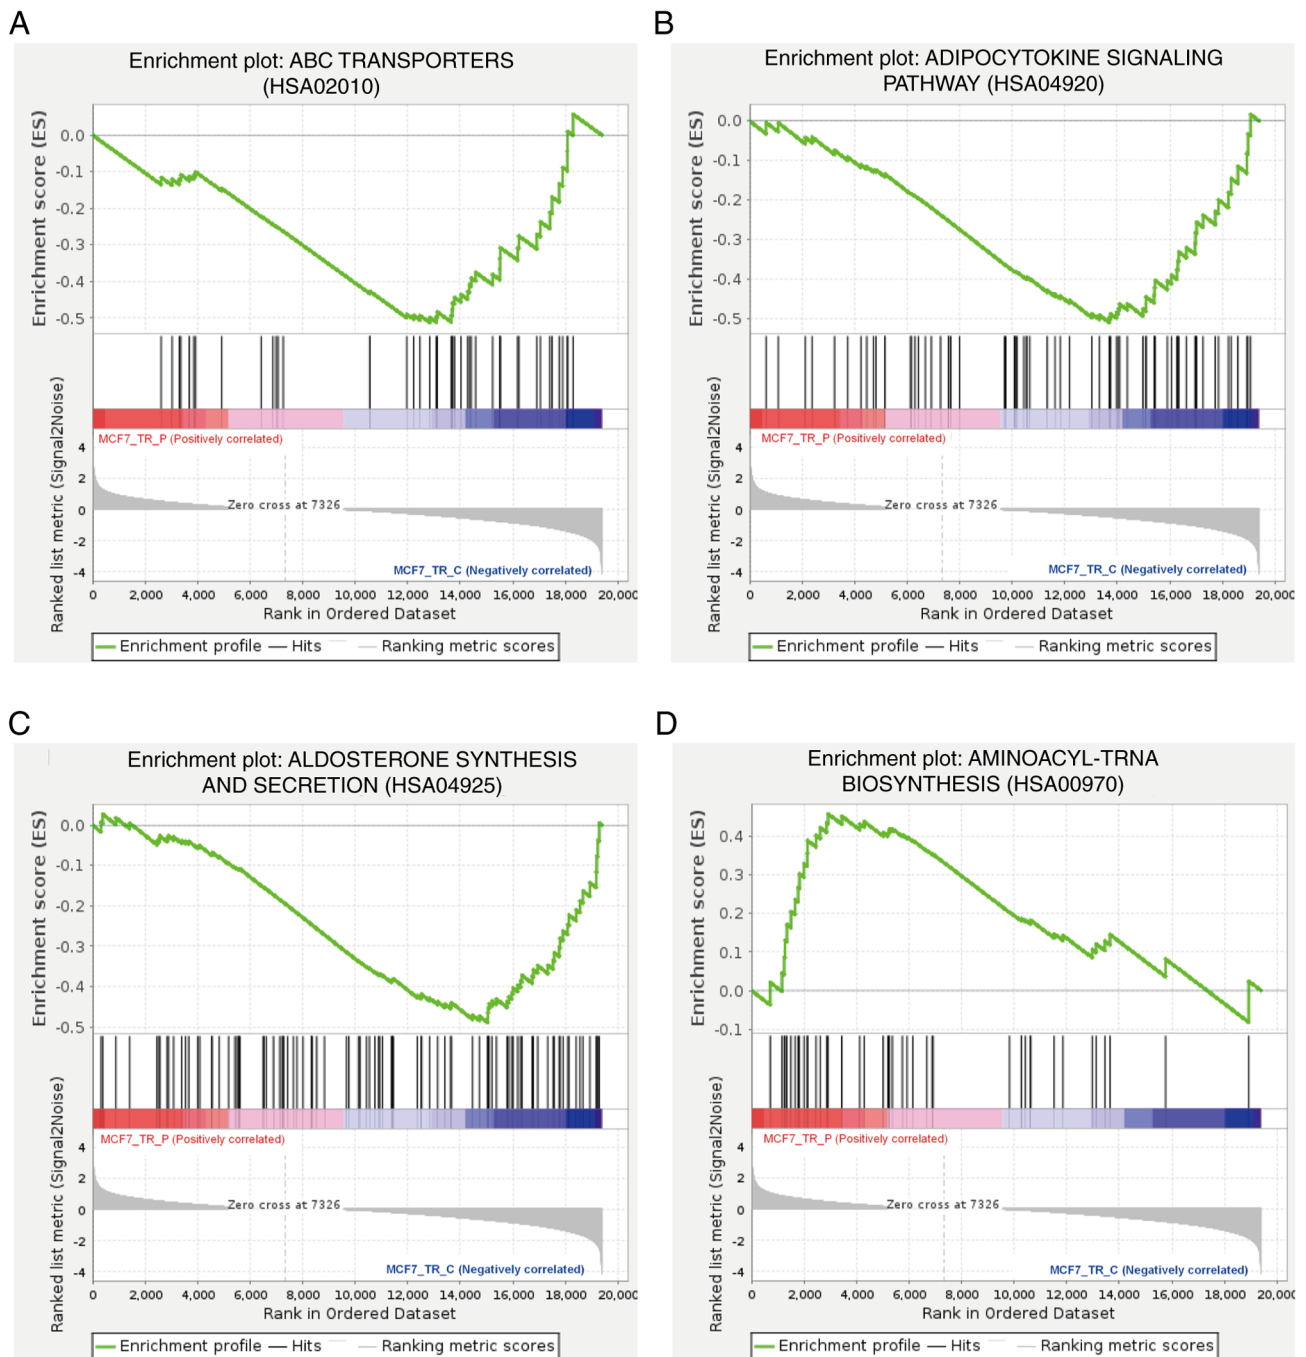 A
Enrichment plot: ABC TRANSPORTERS
(HSA02010)
Enrichment score (ES)
0.0
-0.1
-0.2
-0.3
-0.4
-0.5
Ranked list metric (Signal2Noise)
MCF7_TR_P (Positively correlated)
4
2
0
-2
-4
Zero cross at 7326
MCF7_TR_C (Negatively correlated)
0 2,000 4,000 6,000 8,000 10,000 12,000 14,000 16,000 18,000 20,000
Rank in Ordered Dataset
Enrichment profile Hits Ranking metric scores
B
Enrichment plot: ADIPOCYTOKINE SIGNALING
PATHWAY (HSA04920)
Enrichment score (ES)
0.0
-0.1
-0.2
-0.3
-0.4
-0.5
Ranked list metric (Signal2Noise)
MCF7_TR_P (Positively correlated)
4
2
0
-2
-4
Zero cross at 7326
MCF7_TR_C (Negatively correlated)
0 2,000 4,000 6,000 8,000 10,000 12,000 14,000 16,000 18,000 20,000
Rank in Ordered Dataset
Enrichment profile Hits Ranking metric scores
C
Enrichment plot: ALDOSTERONE SYNTHESIS
AND SECRETION (HSA04925)
Enrichment score (ES)
0.0
-0.1
-0.2
-0.3
-0.4
-0.5
Ranked list metric (Signal2Noise)
MCF7_TR_P (Positively correlated)
4
2
0
-2
-4
Zero cross at 7326
MCF7_TR_C (Negatively correlated)
0 2,000 4,000 6,000 8,000 10,000 12,000 14,000 16,000 18,000 20,000
Rank in Ordered Dataset
Enrichment profile Hits Ranking metric scores
D
Enrichment plot: AMINOACYL-TRNA
BIOSYNTHESIS (HSA00970)
Enrichment score (ES)
0.4
0.3
0.2
0.1
0.0
-0.1
Ranked list metric (Signal2Noise)
MCF7_TR_P (Positively correlated)
4
2
0
-2
-4
Zero cross at 7326
MCF7_TR_C (Negatively correlated)
0 2,000 4,000 6,000 8,000 10,000 12,000 14,000 16,000 18,000 20,000
Rank in Ordered Dataset
Enrichment profile Hits Ranking metric scores